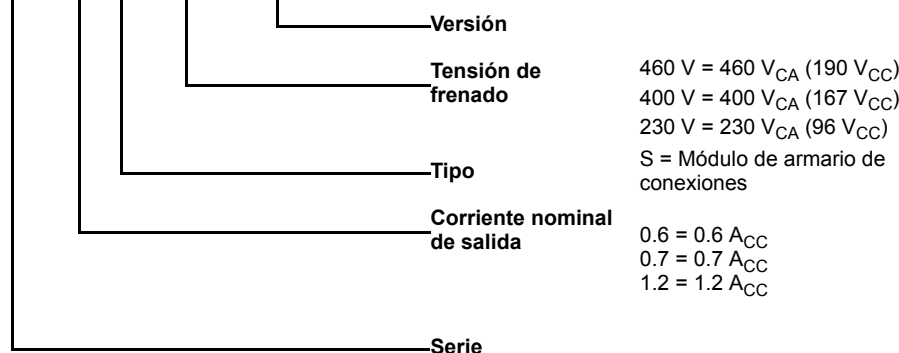 Versión
Tensión de
frenado
460 V = 460 VCA (190 VCC)
400 V = 400 VCA (167 VCC)
230 V = 230 VCA (96 VCC)
Tipo
S = Módulo de armario de
conexiones
Corriente nominal
de salida
0.6 = 0.6 ACC
0.7 = 0.7 ACC
1.2 = 1.2 ACC
Serie